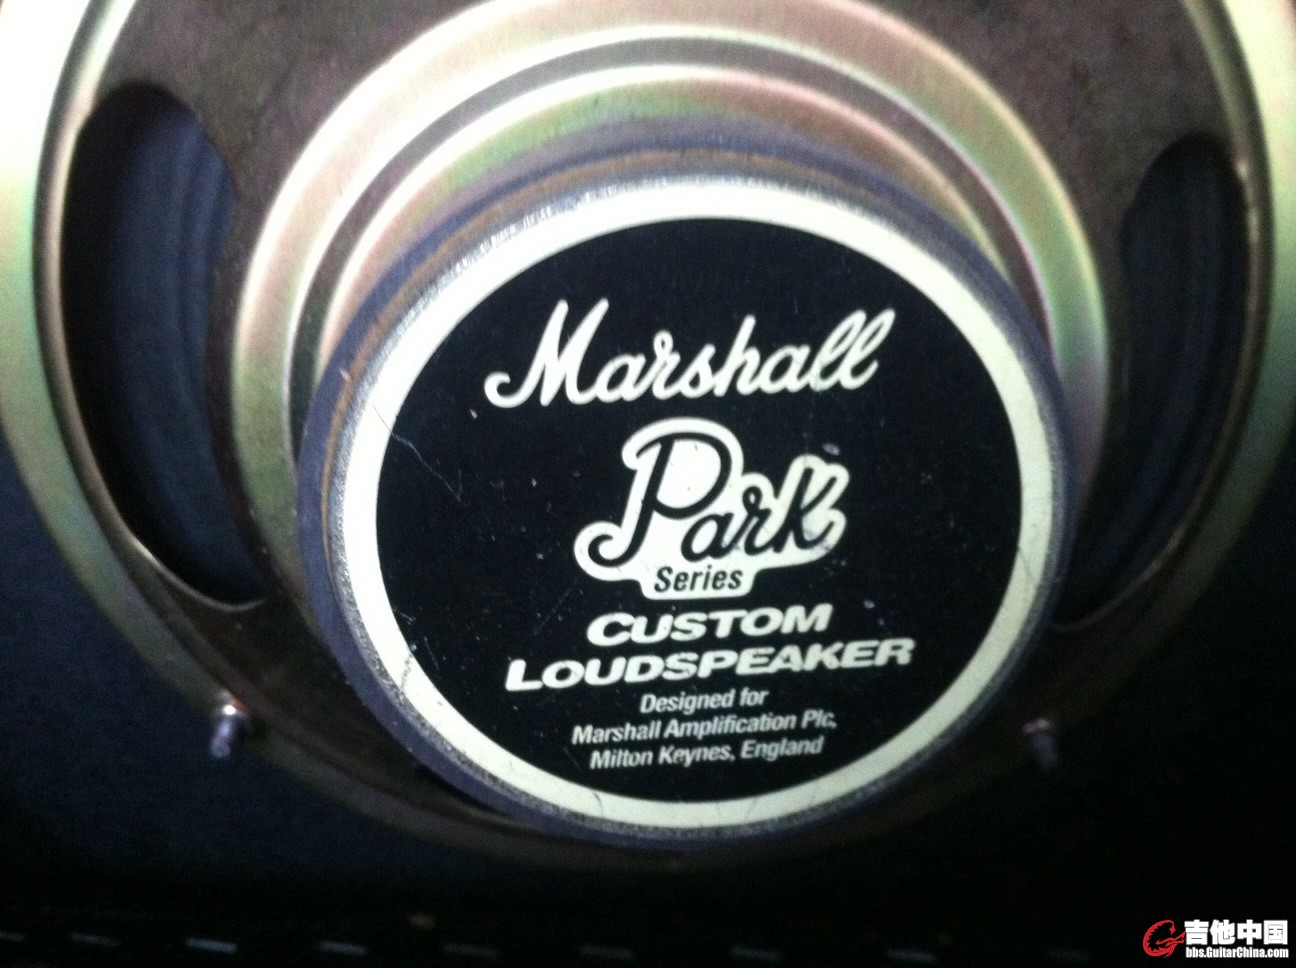 Marshall
Park
Series
CUSTOM
LOUDSPEAKER
Designed for
Marshall Amplification Plc,
Milton Keynes, England
吉他中国
bbs.GuitarChina.com